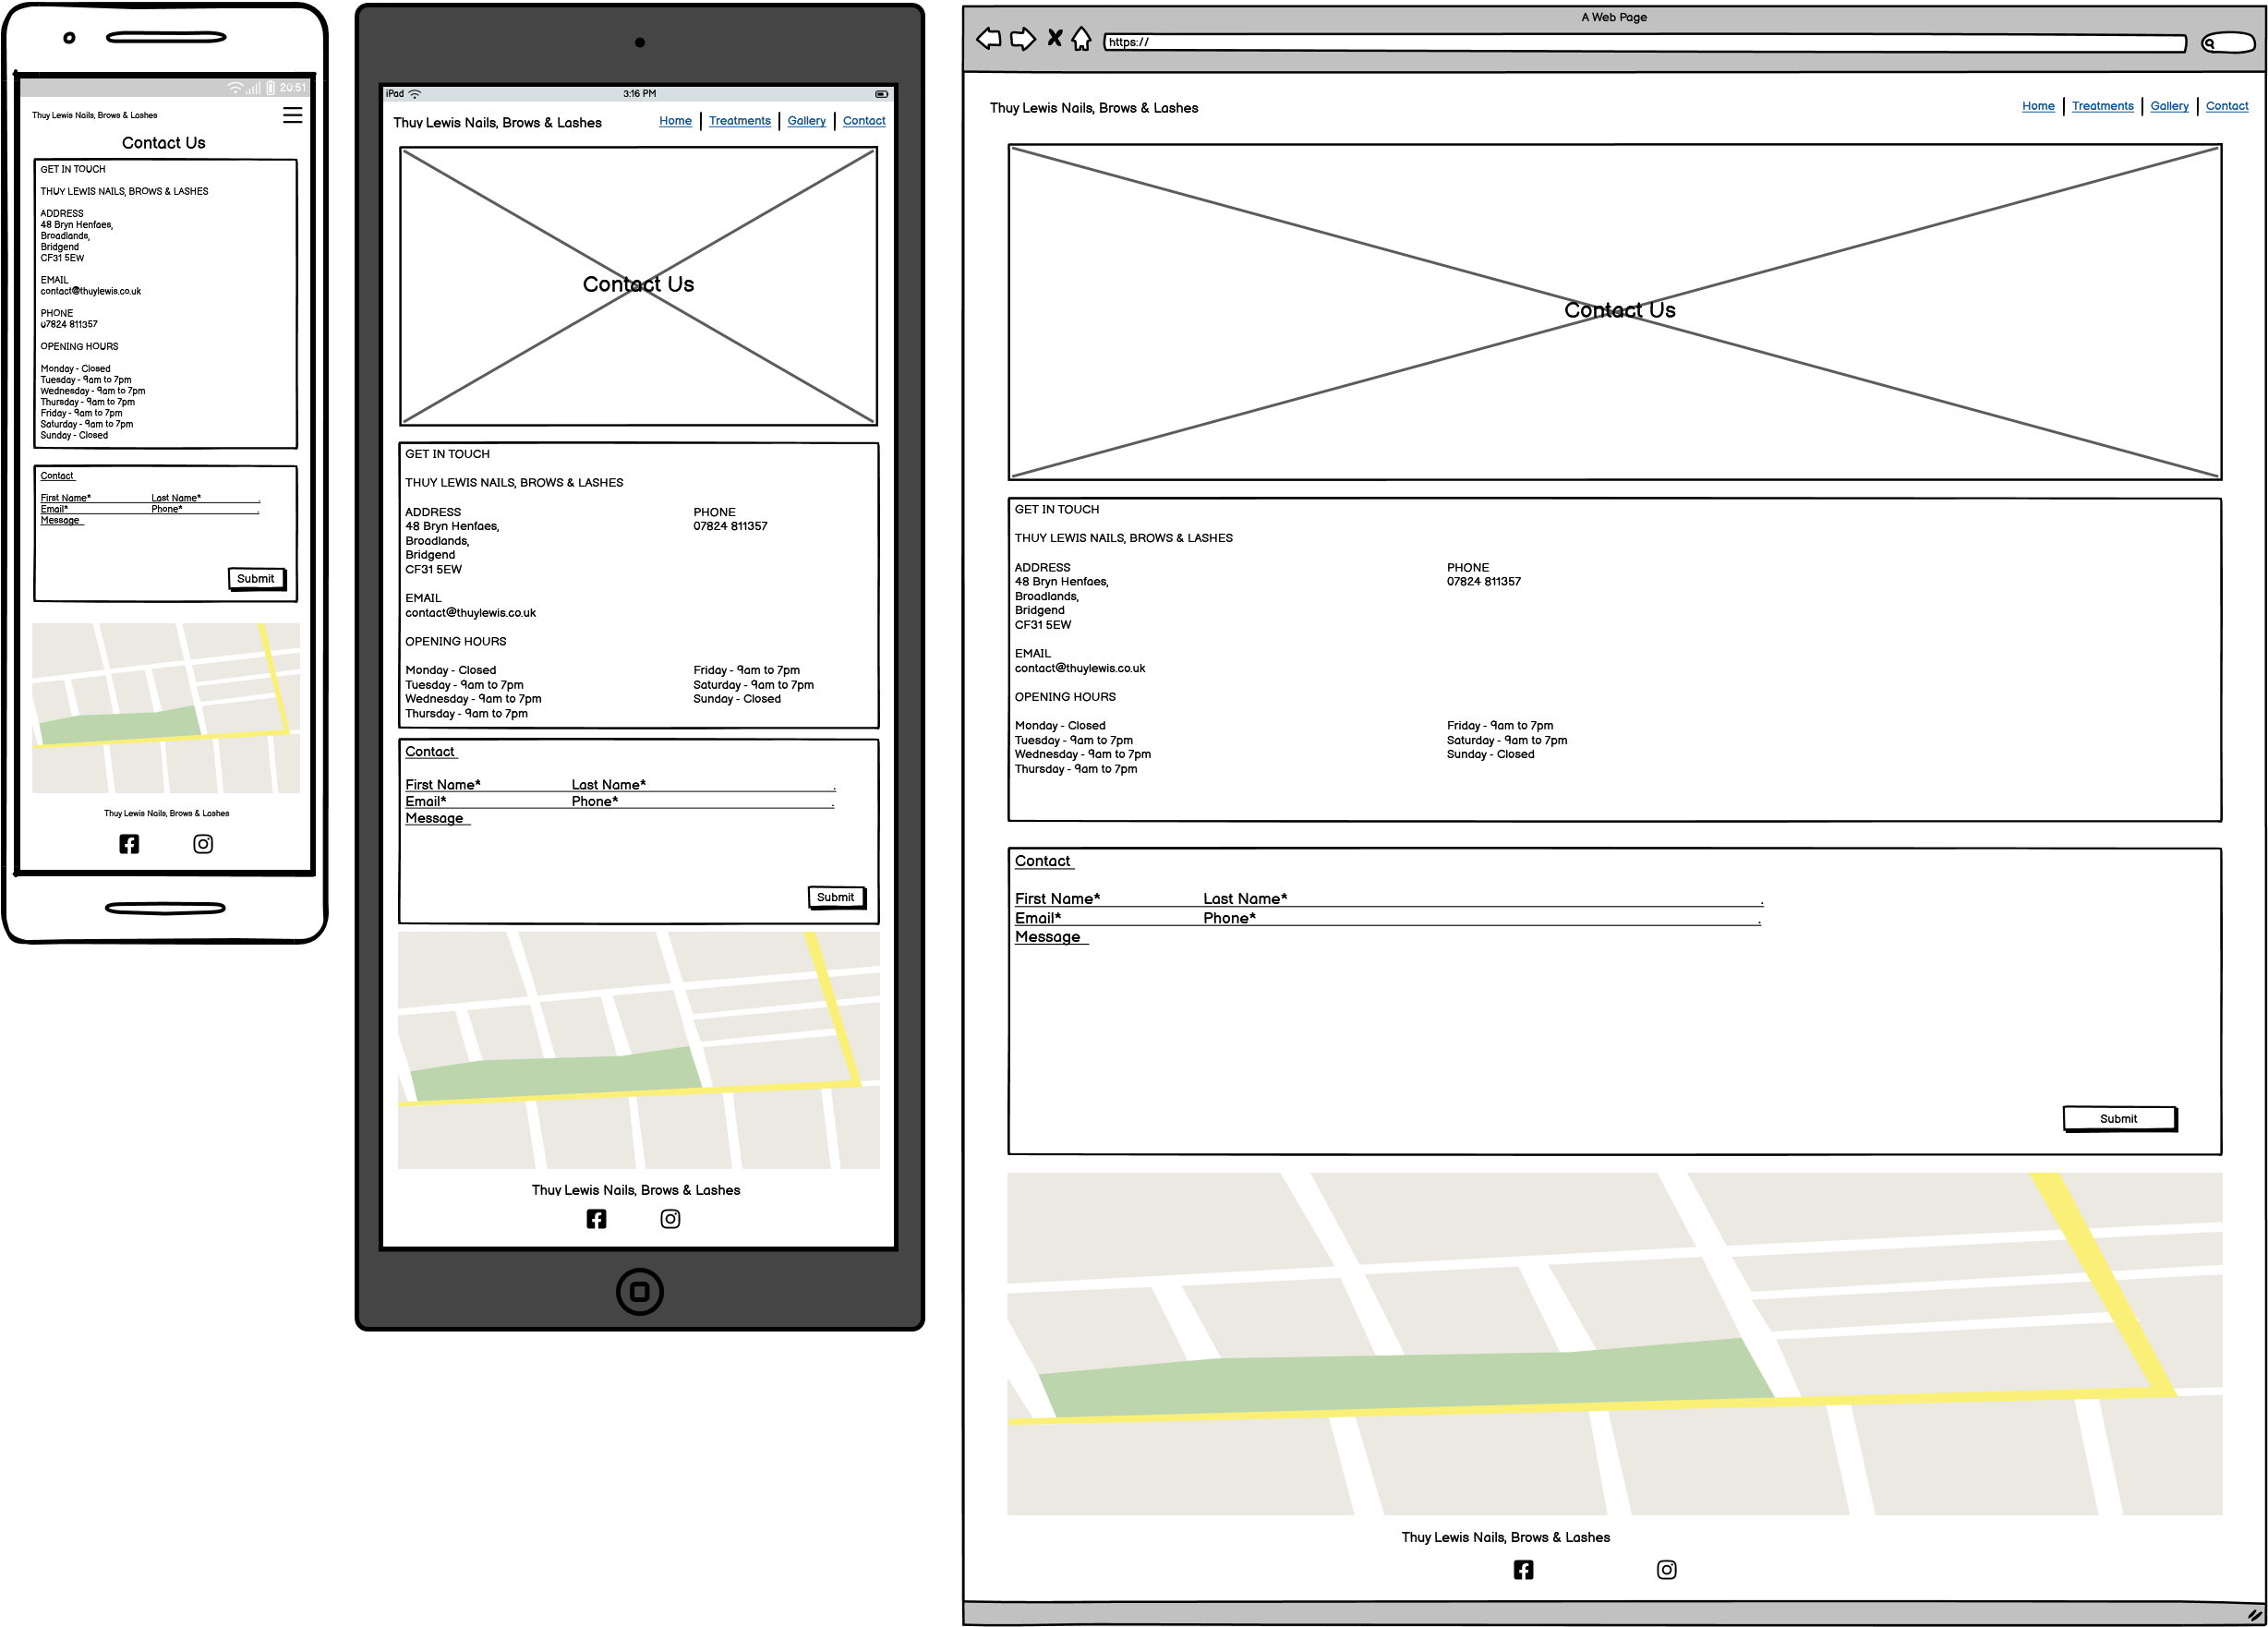 20:51
Thuy Lewis Nails, Brows & Lashes
Contact Us
GET IN TOUCH
THUY LEWIS NAILS, BROWS & LASHES
ADDRESS
48 Bryn Henfaes,
Broadlands,
Bridgend
CF31 5EW
EMAIL
contact@thuylewis.co.uk
PHONE
07824 811357
OPENING HOURS
Monday - Closed
Tuesday - 9am to 7pm
Wednesday - 9am to 7pm
Thursday - 9am to 7pm
Friday - 9am to 7pm
Saturday - 9am to 7pm
Sunday - Closed
Contact
First Name* Last Name* .
Email* Phone* .
Message
Submit
Thuy Lewis Nails, Brows & Lashes
iPad 3:16 PM
Thuy Lewis Nails, Brows & Lashes Home Treatments Gallery Contact
Contact Us
GET IN TOUCH
THUY LEWIS NAILS, BROWS & LASHES
ADDRESS PHONE
48 Bryn Henfaes, 07824 811357
Broadlands,
Bridgend
CF31 5EW
EMAIL
contact@thuylewis.co.uk
OPENING HOURS
Monday - Closed Friday - 9am to 7pm
Tuesday - 9am to 7pm Saturday - 9am to 7pm
Wednesday - 9am to 7pm Sunday - Closed
Thursday - 9am to 7pm
Contact
First Name* Last Name* .
Email* Phone* .
Message
Submit
Thuy Lewis Nails, Brows & Lashes
A Web Page
https://
Thuy Lewis Nails, Brows & Lashes Home Treatments Gallery Contact
Contact Us
GET IN TOUCH
THUY LEWIS NAILS, BROWS & LASHES
ADDRESS PHONE
48 Bryn Henfaes, 07824 811357
Broadlands,
Bridgend
CF31 5EW
EMAIL
contact@thuylewis.co.uk
OPENING HOURS
Monday - Closed Friday - 9am to 7pm
Tuesday - 9am to 7pm Saturday - 9am to 7pm
Wednesday - 9am to 7pm Sunday - Closed
Thursday - 9am to 7pm
Contact
First Name* Last Name* .
Email* Phone* .
Message
Submit
Thuy Lewis Nails, Brows & Lashes